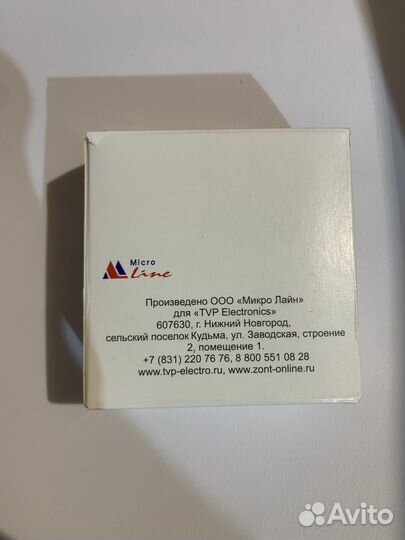 Micro
Line
Произведено ООО «Микро Лайн»
для «TVP Electronics»
607630, г. Нижний Новгород,
сельский поселок Кудьма, ул. Заводская, строение
2, помещение 1.
+7 (831) 220 76 76, 8 800 551 08 28
www.tvp-electro.ru, www.zont-online.ru
Avito